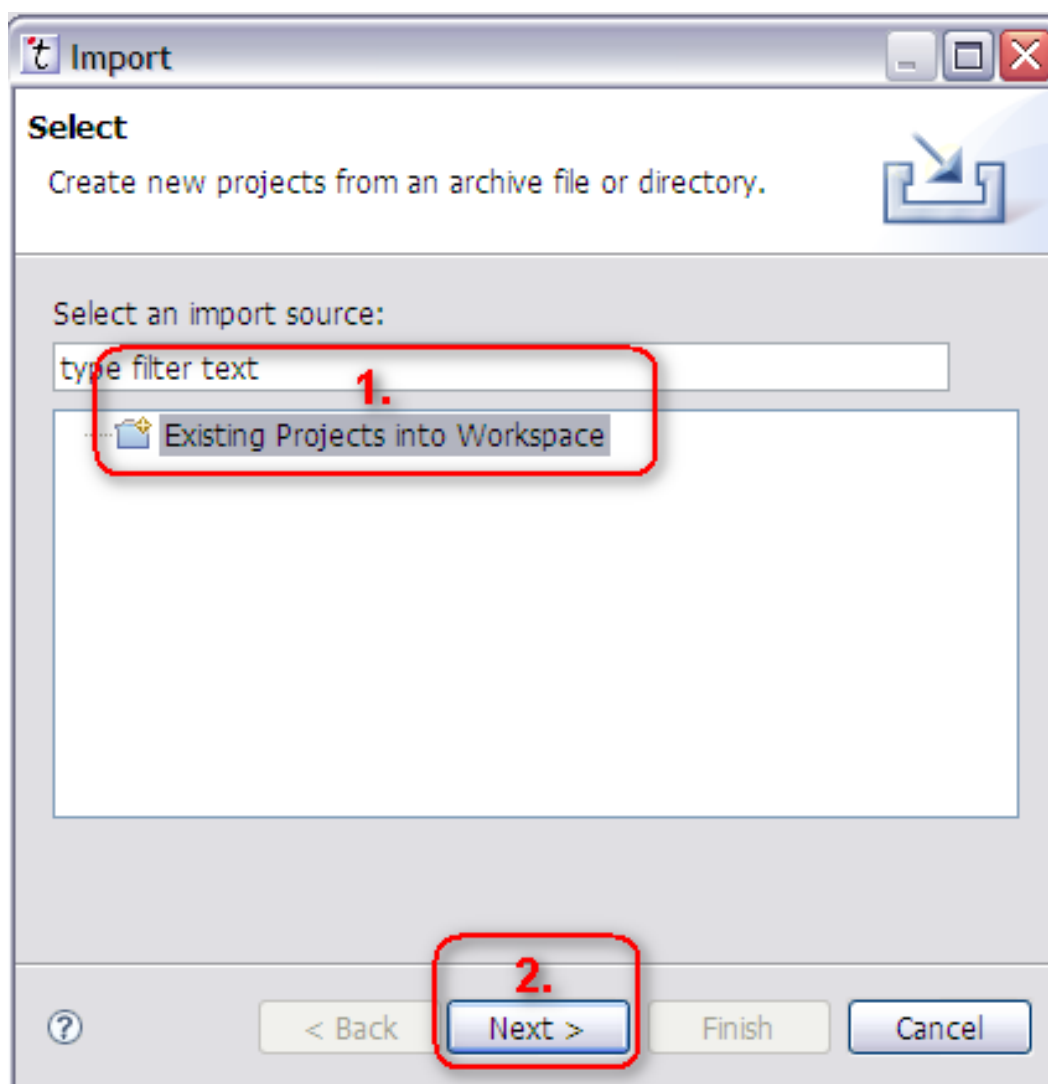 Import
Select
Create new projects from an archive file or directory.
Select an import source:
type filter text
1.
Existing Projects into Workspace
2.
< Back Next > Finish Cancel